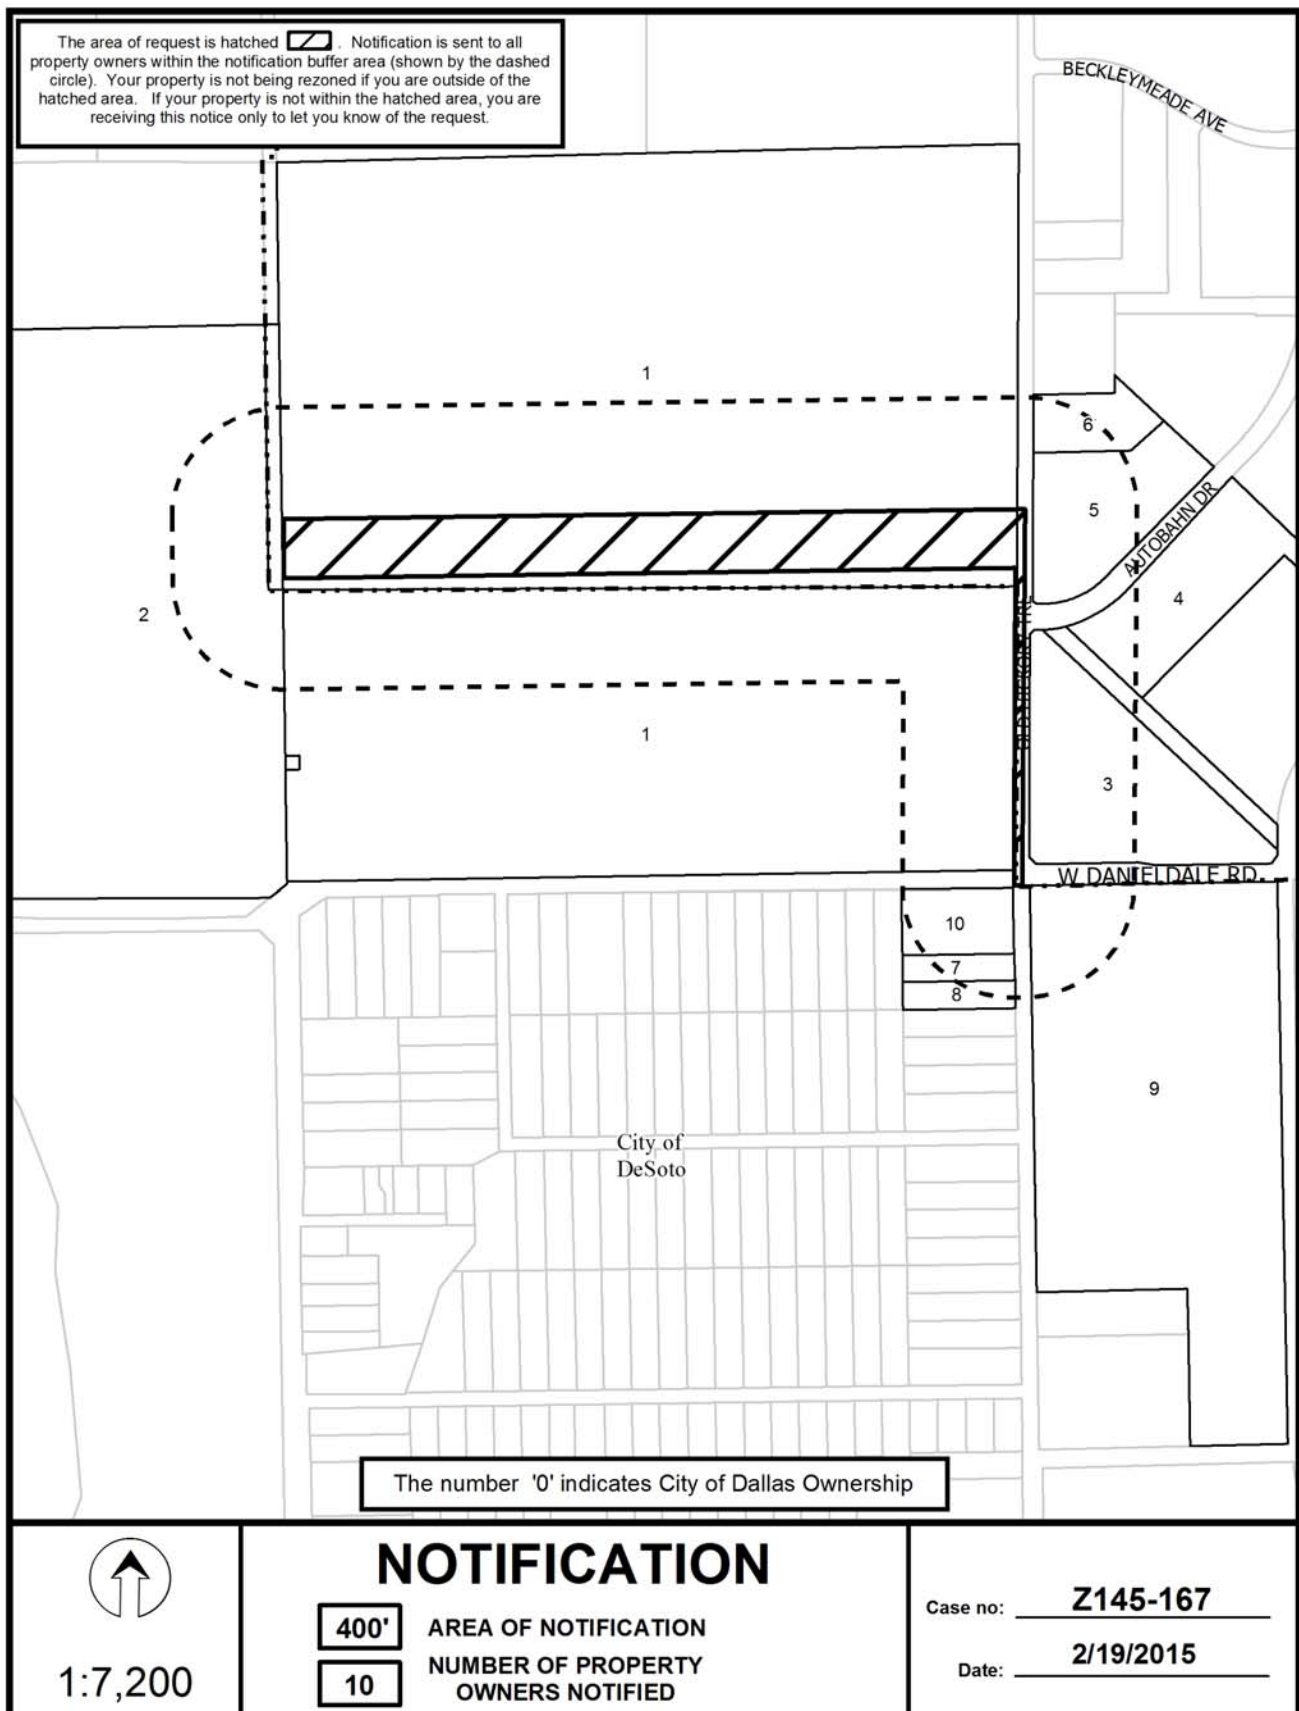 The area of request is hatched . Notification is sent to all
property owners within the notification buffer area (shown by the dashed
circle). Your property is not being rezoned if you are outside of the
hatched area. If your property is not within the hatched area, you are
receiving this notice only to let you know of the request.
BECKLEYMEADE AVE
1
6
5
AUTOBAHN DR
4
2
1
3
W DANIELDALE RD.
10
7
8
9
City of
DeSoto
The number '0' indicates City of Dallas Ownership
1:7,200
NOTIFICATION
400' AREA OF NOTIFICATION
10 NUMBER OF PROPERTY
OWNERS NOTIFIED
Case no: Z145-167
Date: 2/19/2015